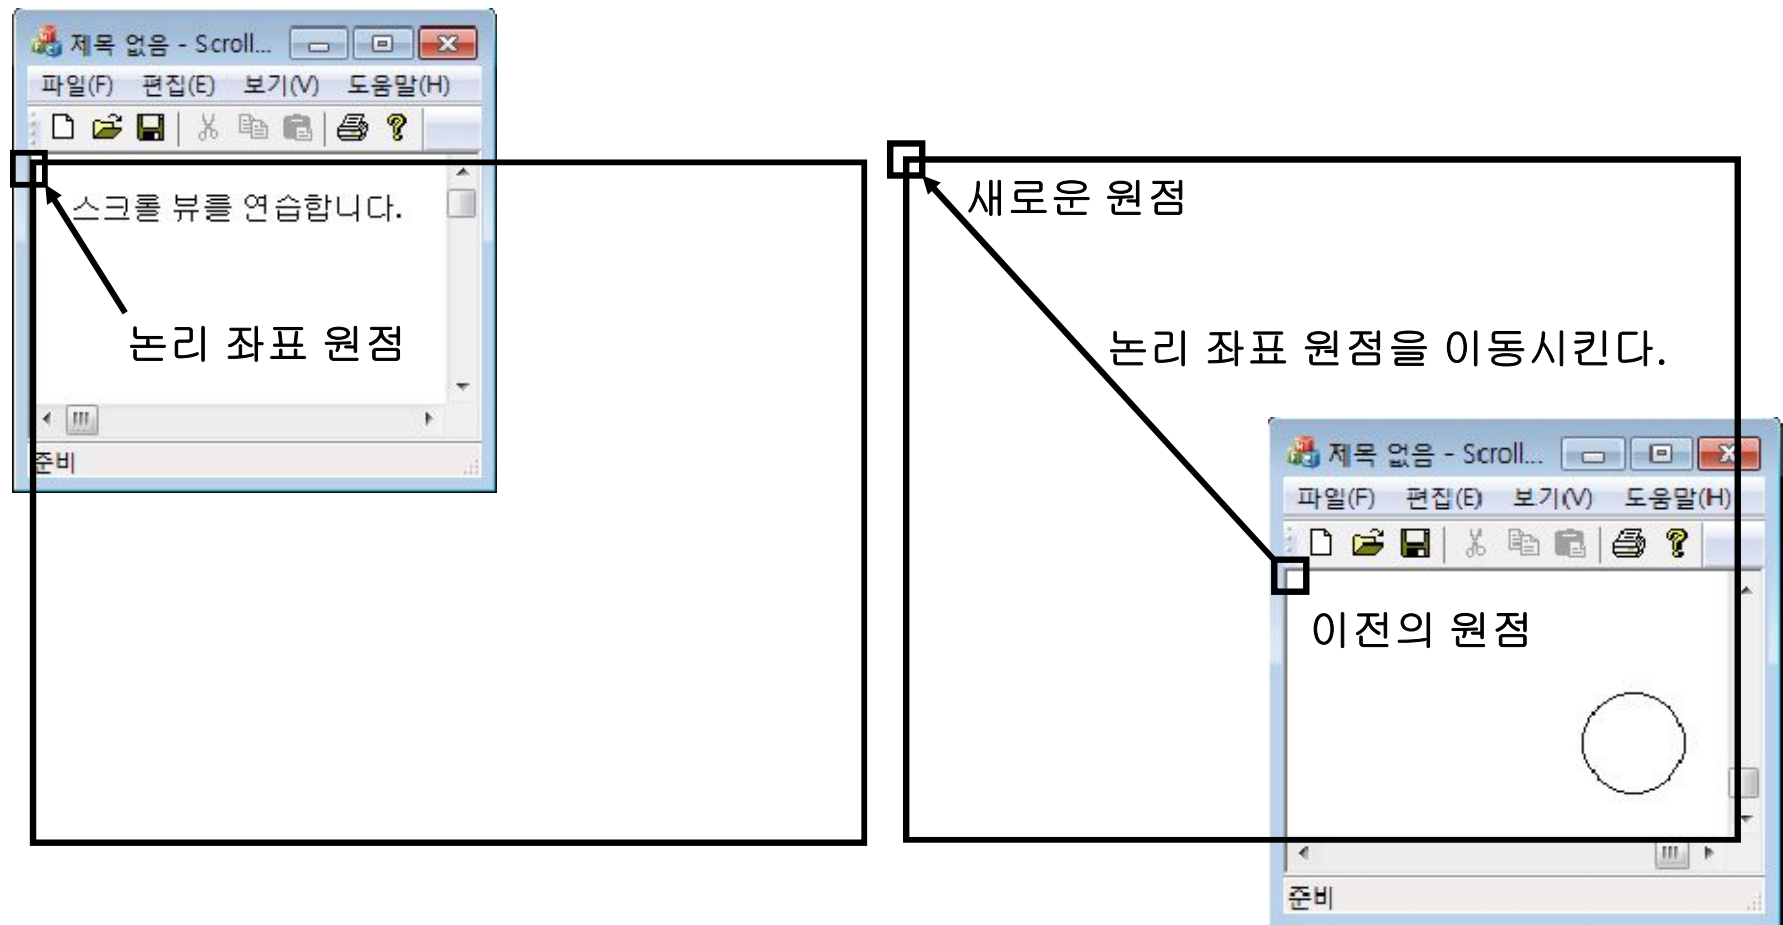 제목 없음 - Scroll...
파일(F) 편집(E) 보기(V) 도움말(H)
스크롤 뷰를 연습합니다.
논리 좌표 원점
준비
새로운 원점
논리 좌표 원점을 이동시킨다.
제목 없음 - Scroll...
파일(F) 편집(E) 보기(V) 도움말(H)
이전의 원점
준비